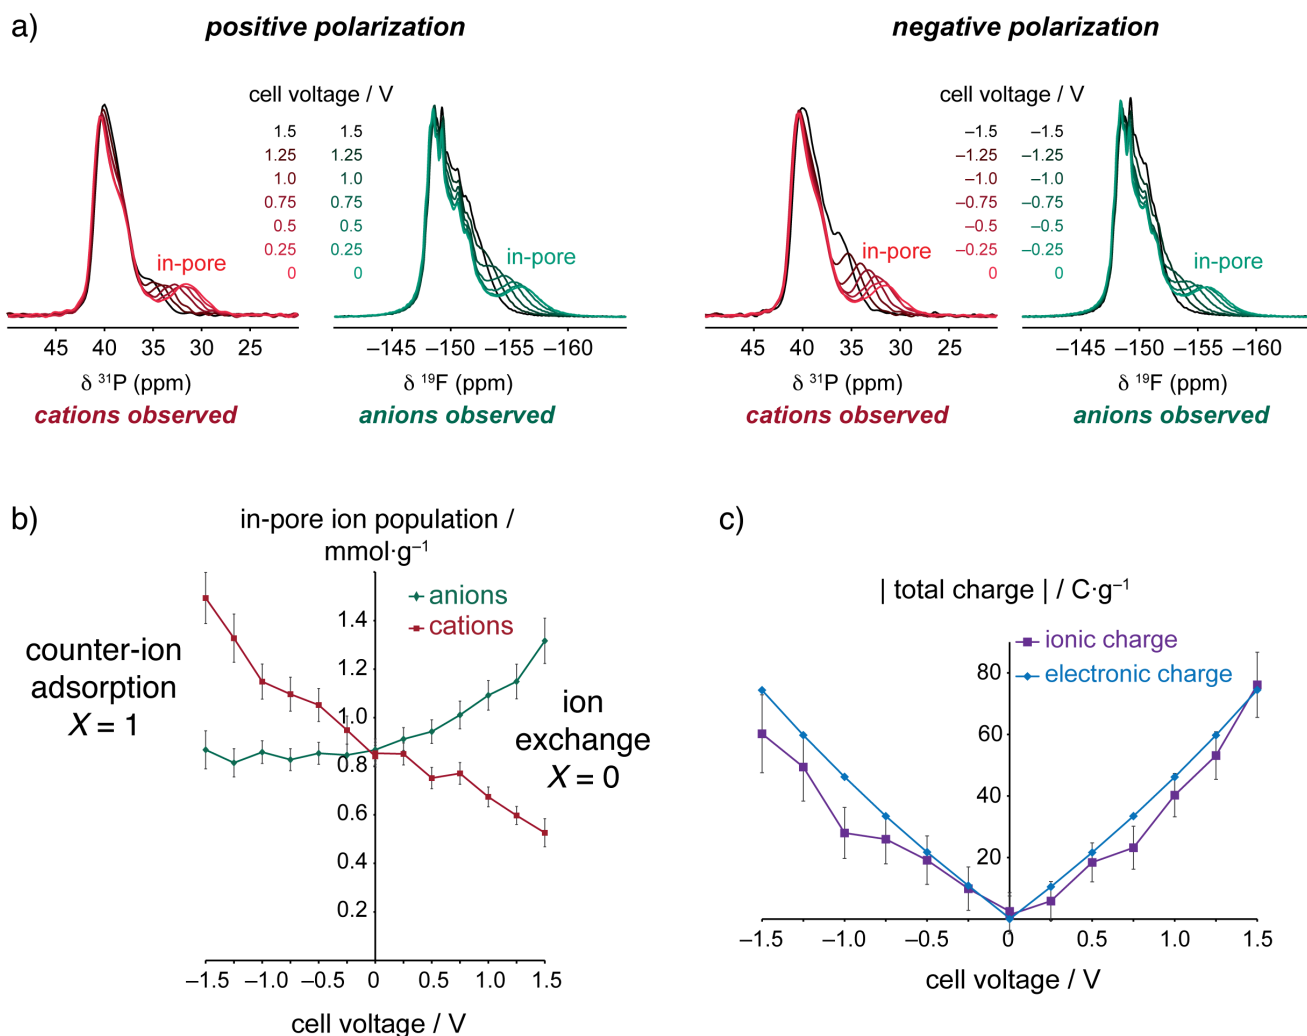 a)
positive polarization
negative polarization
cell voltage / V
1.5 1.5
1.25 1.25
1.0 1.0
0.75 0.75
0.5 0.5
0.25 0.25
0 0
in-pore
in-pore
45 40 35 30 25
−145 −150 −155 −160
δ ³¹P (ppm)
δ ¹⁹F (ppm)
cations observed
anions observed
cell voltage / V
−1.5 −1.5
−1.25 −1.25
−1.0 −1.0
−0.75 −0.75
−0.5 −0.5
−0.25 −0.25
0 0
in-pore
in-pore
45 40 35 30 25
−145 −150 −155 −160
δ ³¹P (ppm)
δ ¹⁹F (ppm)
cations observed
anions observed
b)
in-pore ion population /
mmol·g⁻¹
anions
cations
counter-ion
adsorption
X = 1
ion
exchange
X = 0
1.4
1.2
1.0
0.8
0.6
0.4
0.2
−1.5 −1.0 −0.5 0 0.5 1.0 1.5
cell voltage / V
c)
| total charge | / C·g⁻¹
ionic charge
electronic charge
80
60
40
20
−1.5 −1.0 −0.5 0 0.5 1.0 1.5
cell voltage / V